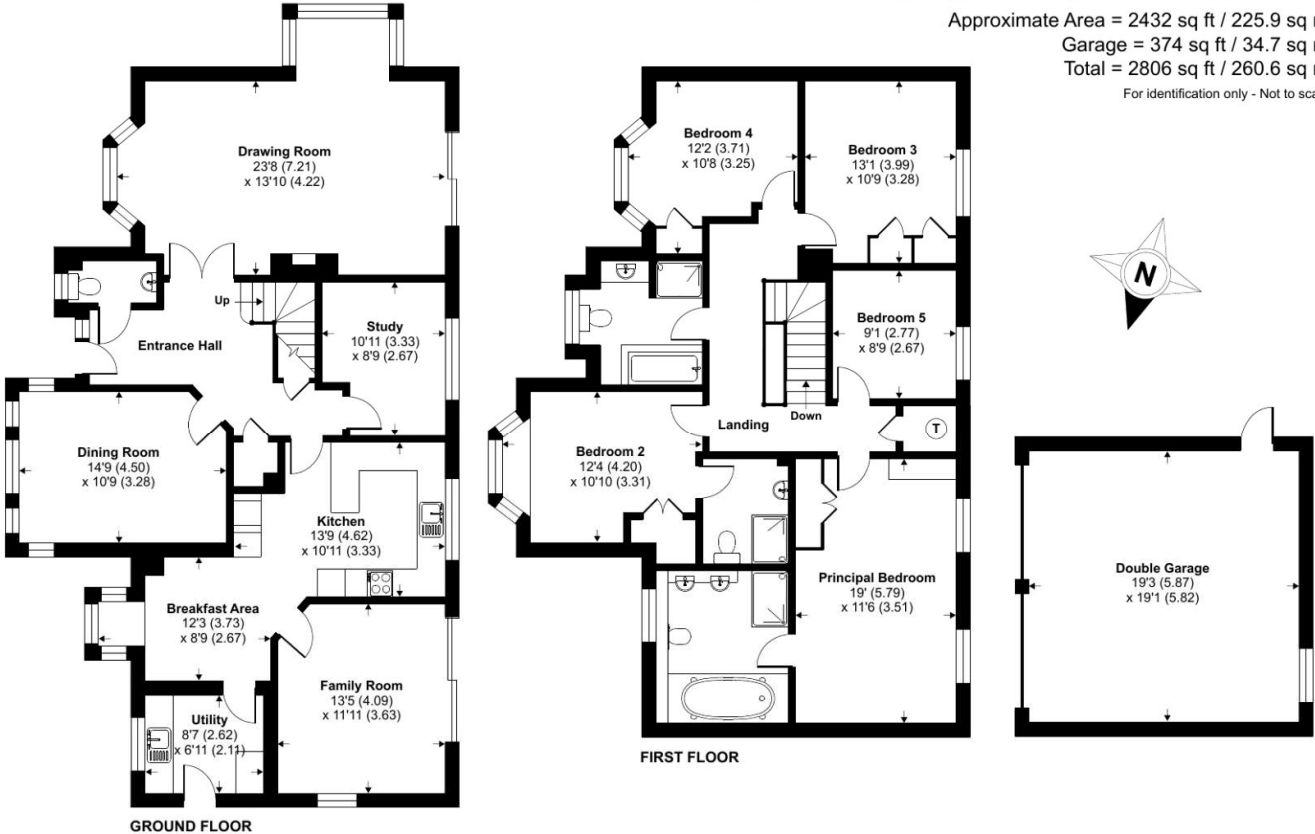 Approximate Area = 2432 sq ft / 225.9 sq
Garage = 374 sq ft / 34.7 sq
Total = 2806 sq ft / 260.6 sq
For identification only - Not to
Drawing Room
23'8 (7.21)
x 13'10 (4.22)
Up
Entrance Hall
Study
10'11 (3.33)
x 8'9 (2.67)
Dining Room
14'9 (4.50)
x 10'9 (3.28)
Kitchen
13'9 (4.62)
x 10'11 (3.33)
Breakfast Area
12'3 (3.73)
x 8'9 (2.67)
Family Room
13'5 (4.09)
x 11'11 (3.63)
Utility
8'7 (2.62)
x 6'11 (2.11)
GROUND FLOOR
Bedroom 4
12'2 (3.71)
x 10'8 (3.25)
Bedroom 3
13'1 (3.99)
x 10'9 (3.28)
Bedroom 5
9'1 (2.77)
x 8'9 (2.67)
Down
Landing
T
Bedroom 2
12'4 (4.20)
x 10'10 (3.31)
Principal Bedroom
19' (5.79)
x 11'6 (3.51)
FIRST FLOOR
N
Double Garage
19'3 (5.87)
x 19'1 (5.82)